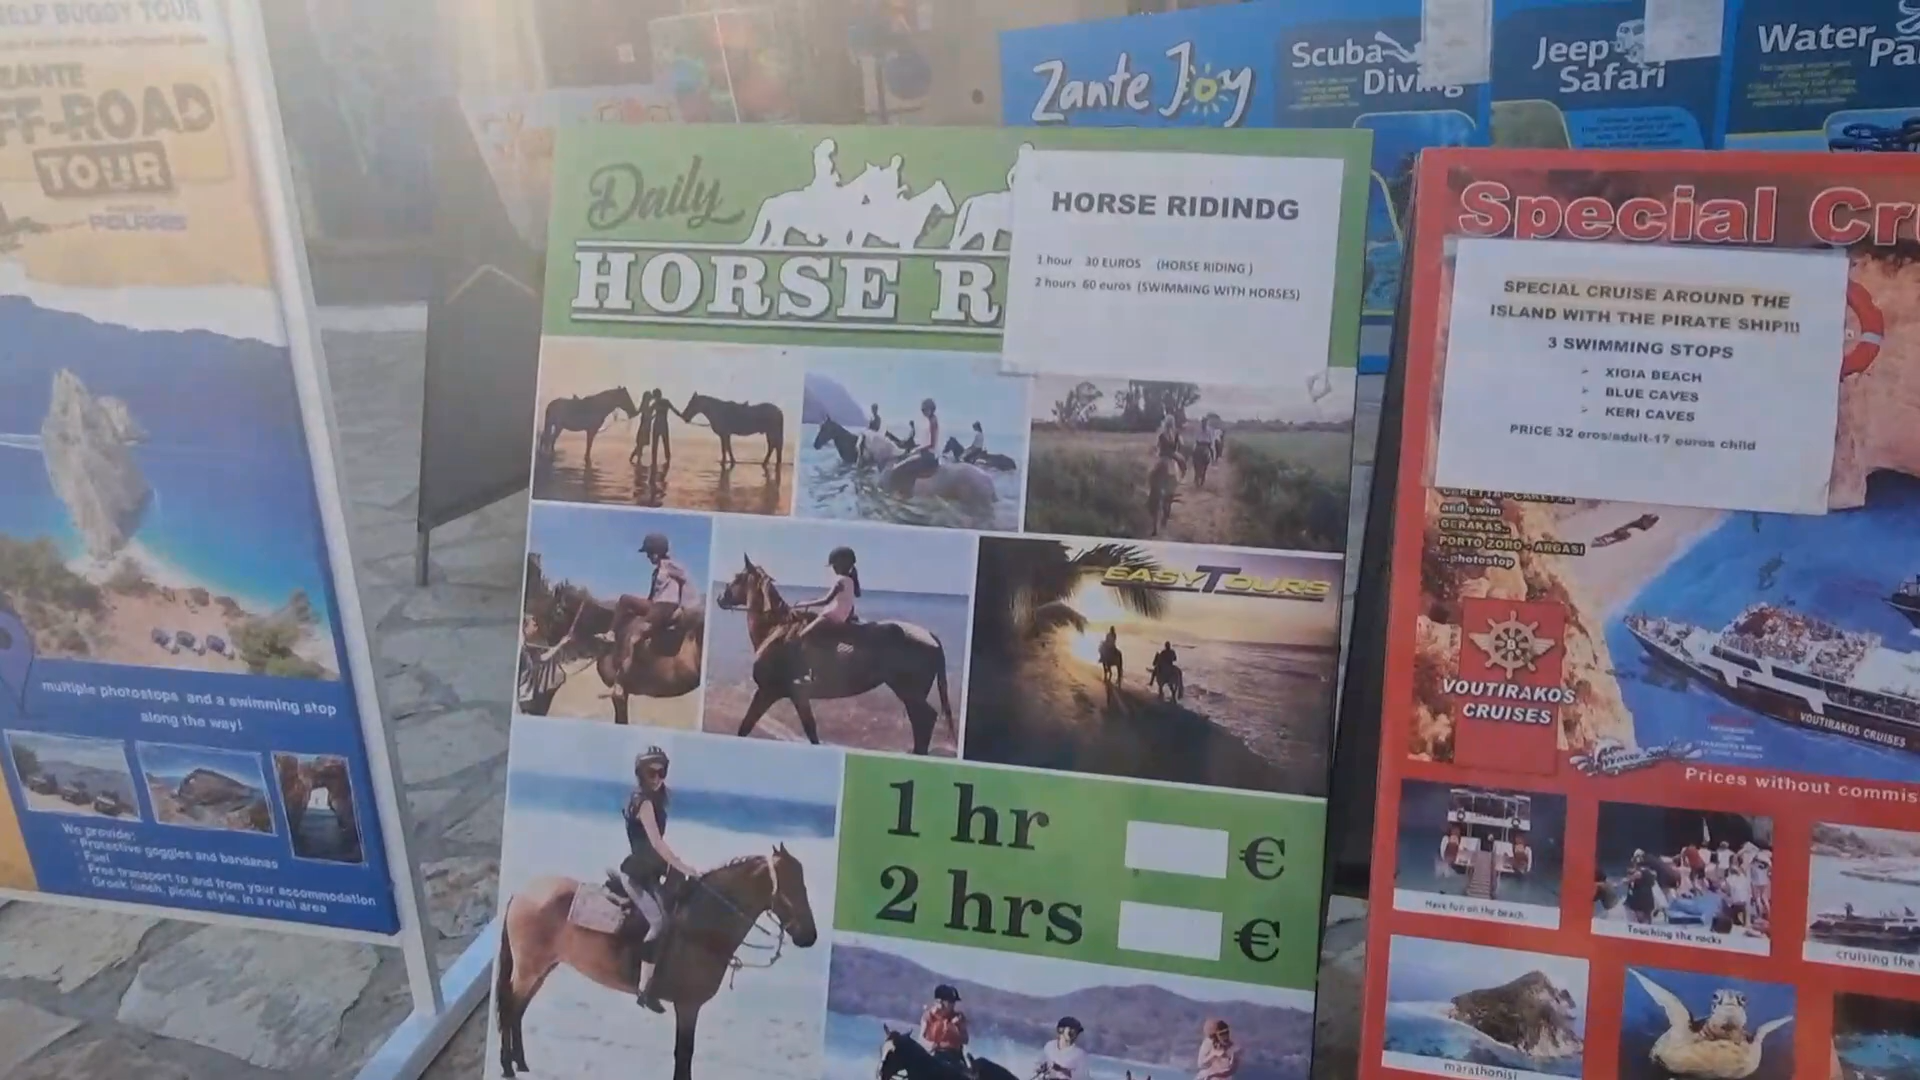 SELF BUGGY TOUR
ZANTE
OFF-ROAD
TOUR
POLARIS
multiple photostops and a swimming stop
along the way!
We provide:
Protective goggles and bandanas
Fuel
Free transport to and from your accommodation
Greek lunch, picnic style, in a rural area
Daily
HORSE R
HORSE RIDINDG
1 hour 30 EUROS (HORSE RIDING )
2 hours 60 euros (SWIMMING WITH HORSES)
EASYTOURS
1 hr €
2 hrs €
Zante Joy
Scuba
Diving
Jeep
Safari
Water
Special Cr
SPECIAL CRUISE AROUND THE
ISLAND WITH THE PIRATE SHIP!!!
3 SWIMMING STOPS
XIGIA BEACH
BLUE CAVES
KERI CAVES
PRICE 32 eros/adult-17 euros child
and swim
GERAKAS..
PORTO ZORO - ARGASI
...photostop
VOUTIRAKOS
CRUISES
VOUTIRAKOS CRUISES
Prices without commis
Have fun on the beach
Touching the rocks
cruising the
marathonisi